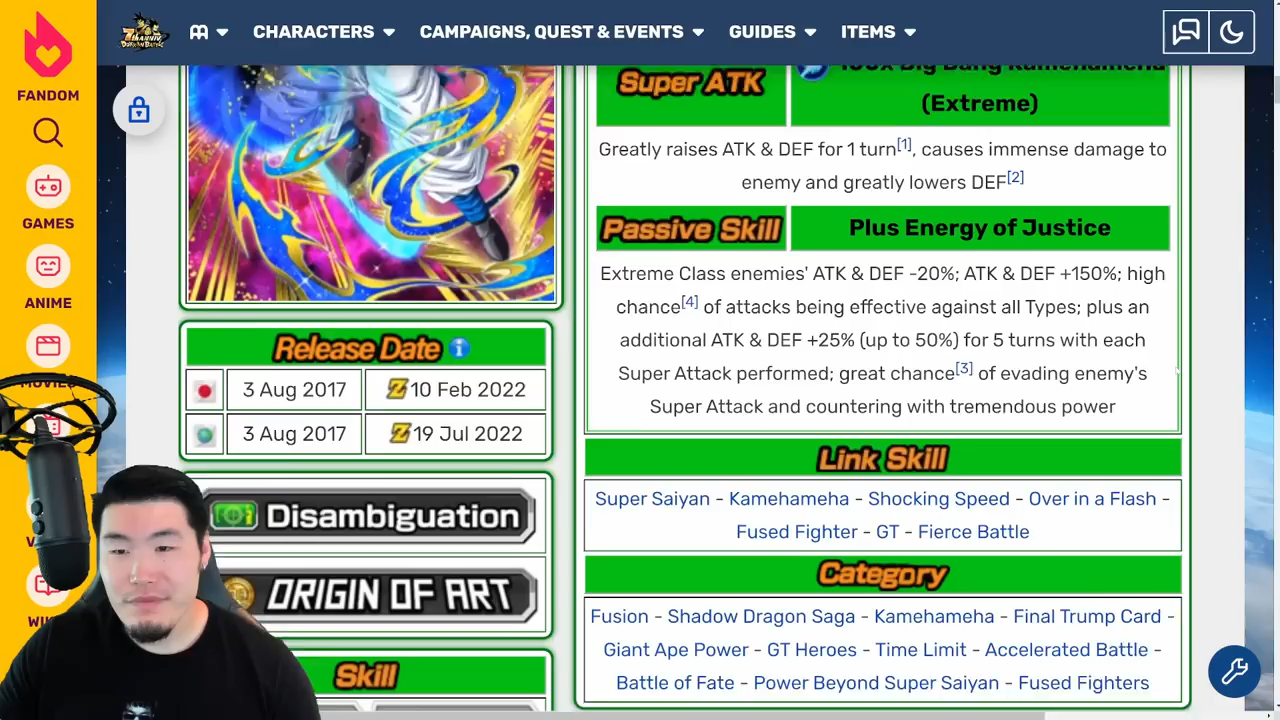 FANDOM
GAMES
ANIME
MOVIES
WIKI
CHARACTERS
CAMPAIGNS, QUEST & EVENTS
GUIDES
ITEMS
Super ATK
100x Big Bang Kamehameha
(Extreme)
Greatly raises ATK & DEF for 1 turn[1], causes immense damage to
enemy and greatly lowers DEF[2]
Passive Skill
Plus Energy of Justice
Extreme Class enemies' ATK & DEF -20%; ATK & DEF +150%; high
chance[4] of attacks being effective against all Types; plus an
additional ATK & DEF +25% (up to 50%) for 5 turns with each
Super Attack performed; great chance[3] of evading enemy's
Super Attack and countering with tremendous power
Release Date
3 Aug 2017
Z 10 Feb 2022
3 Aug 2017
Z 19 Jul 2022
Disambiguation
ORIGIN OF ART
Skill
Link Skill
Super Saiyan - Kamehameha - Shocking Speed - Over in a Flash -
Fused Fighter - GT - Fierce Battle
Category
Fusion - Shadow Dragon Saga - Kamehameha - Final Trump Card -
Giant Ape Power - GT Heroes - Time Limit - Accelerated Battle -
Battle of Fate - Power Beyond Super Saiyan - Fused Fighters